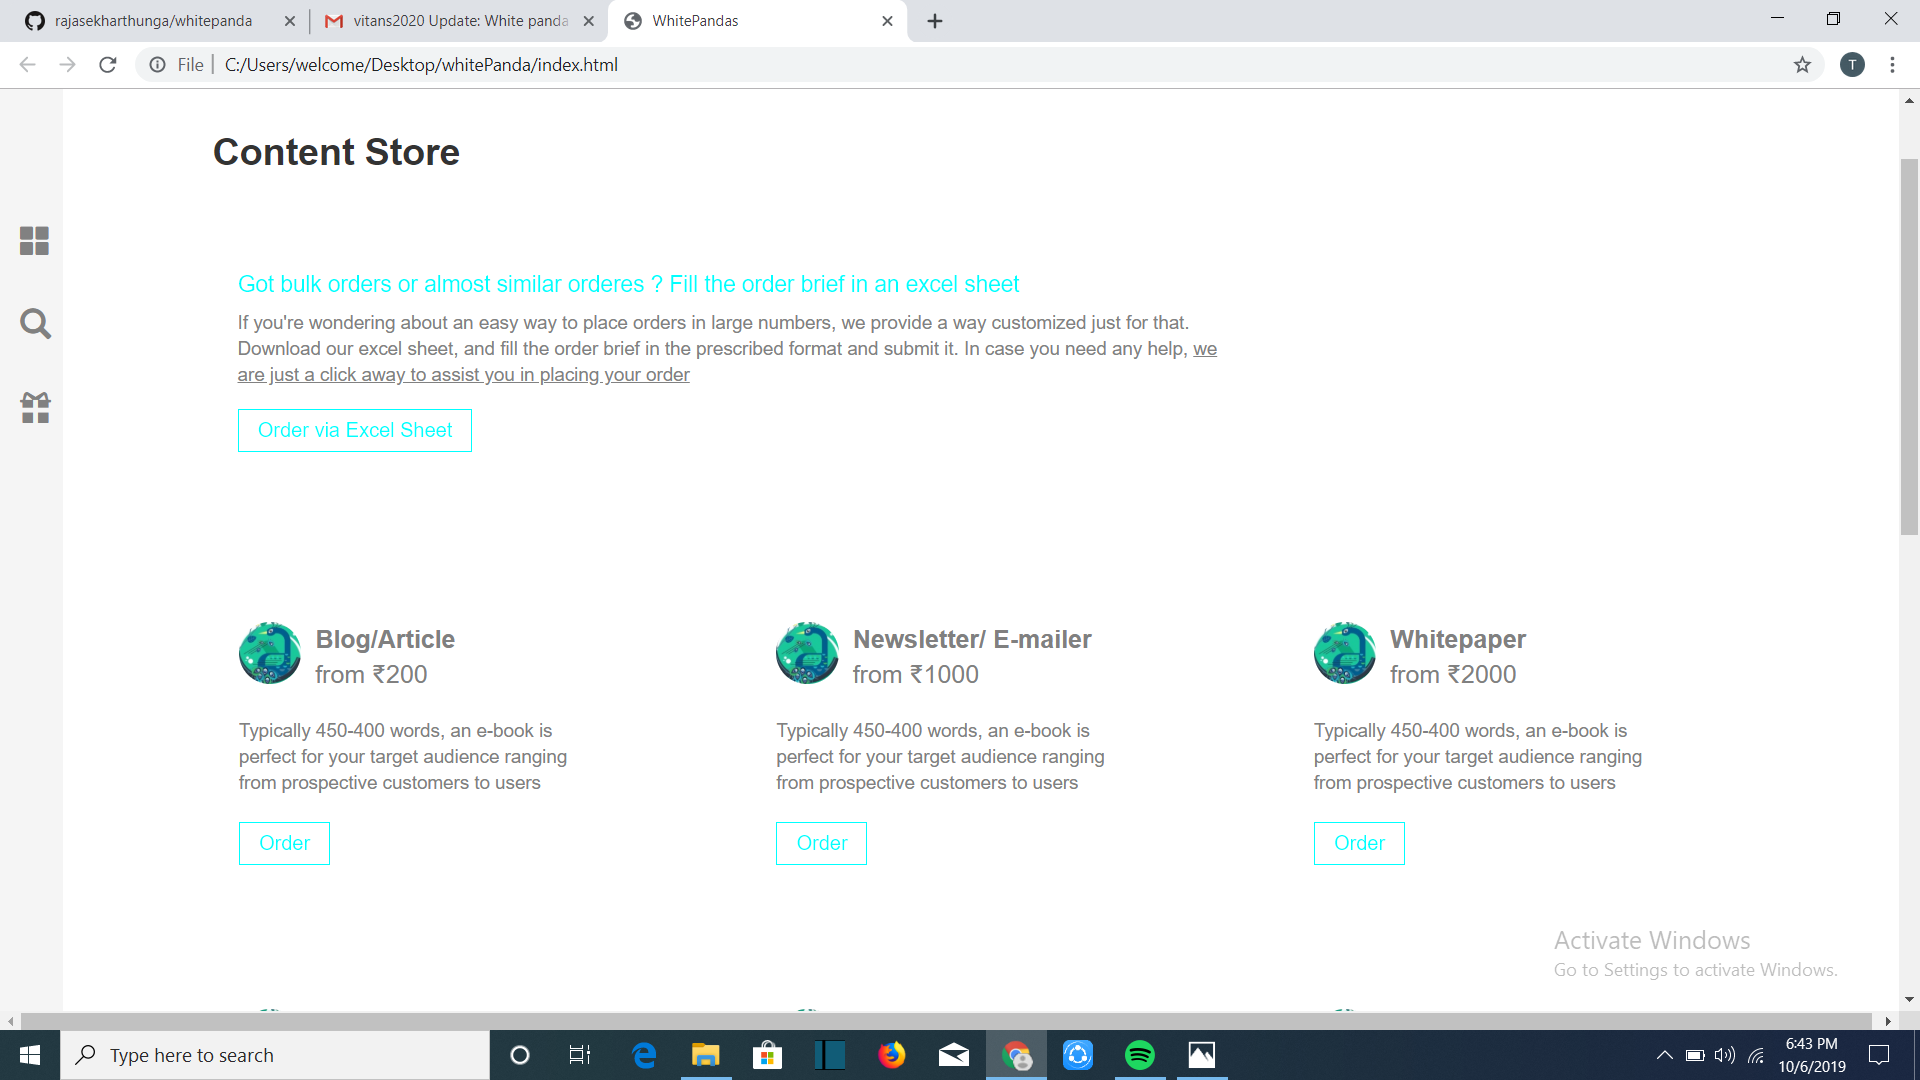 rajasekharthunga/whitepanda
vitans2020 Update: White panda
WhitePandas
File
C:/Users/welcome/Desktop/whitePanda/index.html
T
Content Store
Got bulk orders or almost similar orderes ? Fill the order brief in an excel sheet
If you're wondering about an easy way to place orders in large numbers, we provide a way customized just for that.
Download our excel sheet, and fill the order brief in the prescribed format and submit it. In case you need any help, we
are just a click away to assist you in placing your order
Order via Excel Sheet
Blog/Article
from ₹200
Typically 450-400 words, an e-book is
perfect for your target audience ranging
from prospective customers to users
Order
Newsletter/ E-mailer
from ₹1000
Typically 450-400 words, an e-book is
perfect for your target audience ranging
from prospective customers to users
Order
Whitepaper
from ₹2000
Typically 450-400 words, an e-book is
perfect for your target audience ranging
from prospective customers to users
Order
Activate Windows
Go to Settings to activate Windows.
Type here to search
6:43 PM
10/6/2019